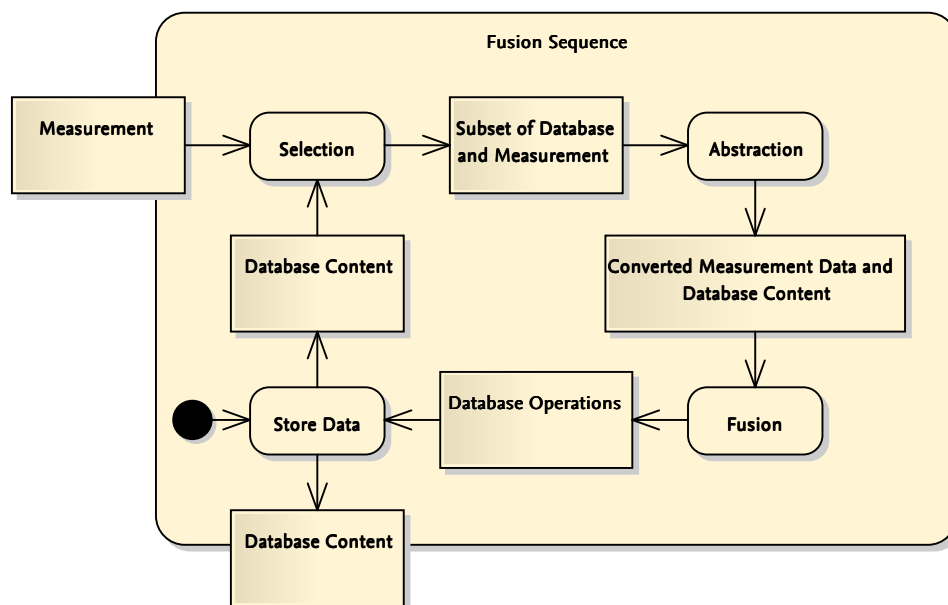 Fusion Sequence
Measurement
Selection
Subset of Database
and Measurement
Abstraction
Database Content
Converted Measurement Data and
Database Content
Store Data
Database Operations
Fusion
Database Content